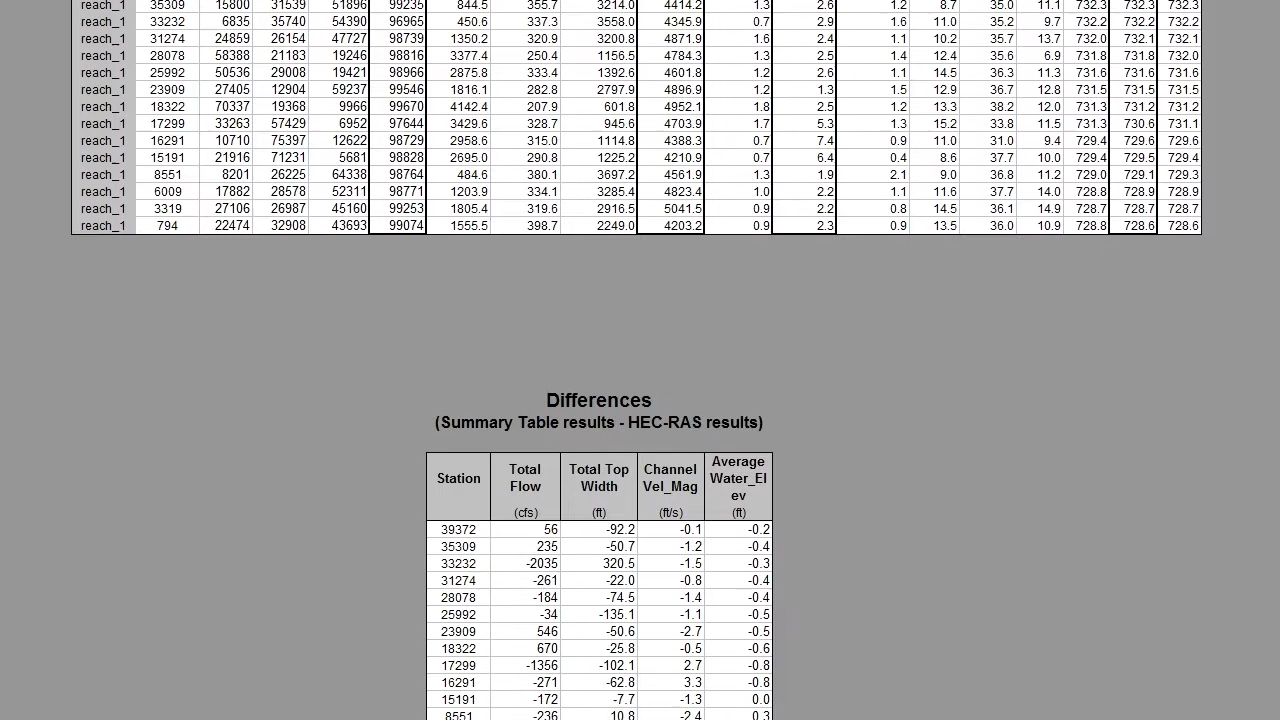 reach_1 35309 15800 31539 51896 99235 844.5 355.7 3214.0 4414.2 1.3 2.6 1.2 8.7 35.0 11.1 732.3 732.3 732.3
reach_1 33232 6835 35740 54390 96965 450.6 337.3 3558.0 4345.9 0.7 2.9 1.6 11.0 35.2 9.7 732.2 732.2 732.2
reach_1 31274 24859 26154 47727 98739 1350.2 320.9 3200.8 4871.9 1.6 2.4 1.1 10.2 35.7 13.7 732.0 732.1 732.1
reach_1 28078 58388 21183 19246 98816 3377.4 250.4 1156.5 4784.3 1.3 2.5 1.4 12.4 35.6 6.9 731.8 731.8 732.0
reach_1 25992 50536 29008 19421 98966 2875.8 333.4 1392.6 4601.8 1.2 2.6 1.1 14.5 36.3 11.3 731.6 731.6 731.6
reach_1 23909 27405 12904 59237 99546 1816.1 282.8 2797.9 4896.9 1.2 1.3 1.5 12.9 36.7 12.8 731.5 731.5 731.5
reach_1 18322 70337 19368 9966 99670 4142.4 207.9 601.8 4952.1 1.8 2.5 1.2 13.3 38.2 12.0 731.3 731.2 731.2
reach_1 17299 33263 57429 6952 97644 3429.6 328.7 945.6 4703.9 1.7 5.3 1.3 15.2 33.8 11.5 731.3 730.6 731.1
reach_1 16291 10710 75397 12622 98729 2958.6 315.0 1114.8 4388.3 0.7 7.4 0.9 11.0 31.0 9.4 729.4 729.6 729.6
reach_1 15191 21916 71231 5681 98828 2695.0 290.8 1225.2 4210.9 0.7 6.4 0.4 8.6 37.7 10.0 729.4 729.5 729.4
reach_1 8551 8201 26225 64338 98764 484.6 380.1 3697.2 4561.9 1.3 1.9 2.1 9.0 36.8 11.2 729.0 729.1 729.3
reach_1 6009 17882 28578 52311 98771 1203.9 334.1 3285.4 4823.4 1.0 2.2 1.1 11.6 37.7 14.0 728.8 728.9 728.9
reach_1 3319 27106 26987 45160 99253 1805.4 319.6 2916.5 5041.5 0.9 2.2 0.8 14.5 36.1 14.9 728.7 728.7 728.7
reach_1 794 22474 32908 43693 99074 1555.5 398.7 2249.0 4203.2 0.9 2.3 0.9 13.5 36.0 10.9 728.8 728.6 728.6
Differences
(Summary Table results - HEC-RAS results)
Station Total Flow Total Top Width Channel Vel_Mag Average Water_El ev
(cfs) (ft) (ft/s) (ft)
39372 56 -92.2 -0.1 -0.2
35309 235 -50.7 -1.2 -0.4
33232 -2035 320.5 -1.5 -0.3
31274 -261 -22.0 -0.8 -0.4
28078 -184 -74.5 -1.4 -0.4
25992 -34 -135.1 -1.1 -0.5
23909 546 -50.6 -2.7 -0.5
18322 670 -25.8 -0.5 -0.6
17299 -1356 -102.1 2.7 -0.8
16291 -271 -62.8 3.3 -0.8
15191 -172 -7.7 -1.3 0.0
8551 -236 10.8 -2.4 0.3